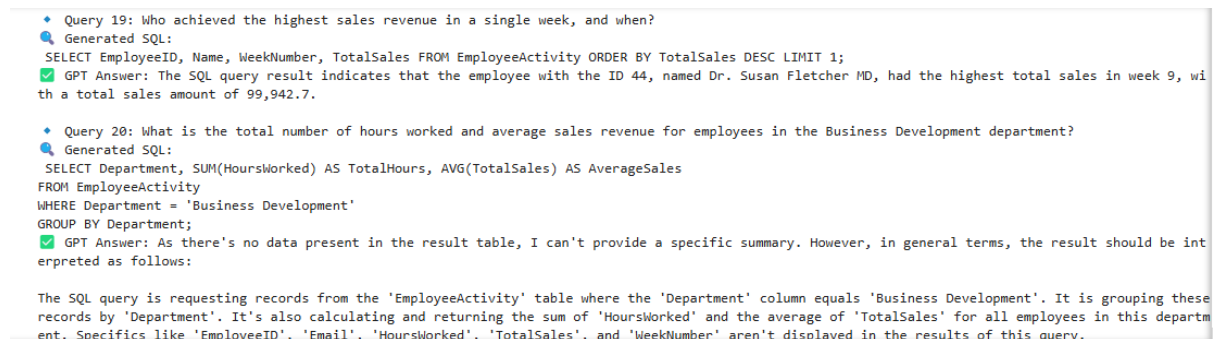 🔹 Query 19: Who achieved the highest sales revenue in a single week, and when?
🔍 Generated SQL:
SELECT EmployeeID, Name, WeekNumber, TotalSales FROM EmployeeActivity ORDER BY TotalSales DESC LIMIT 1;
✅ GPT Answer: The SQL query result indicates that the employee with the ID 44, named Dr. Susan Fletcher MD, had the highest total sales in week 9, wi
th a total sales amount of 99,942.7.
🔹 Query 20: What is the total number of hours worked and average sales revenue for employees in the Business Development department?
🔍 Generated SQL:
SELECT Department, SUM(HoursWorked) AS TotalHours, AVG(TotalSales) AS AverageSales
FROM EmployeeActivity
WHERE Department = 'Business Development'
GROUP BY Department;
✅ GPT Answer: As there's no data present in the result table, I can't provide a specific summary. However, in general terms, the result should be int
erpreted as follows:
The SQL query is requesting records from the 'EmployeeActivity' table where the 'Department' column equals 'Business Development'. It is grouping these
records by 'Department'. It's also calculating and returning the sum of 'HoursWorked' and the average of 'TotalSales' for all employees in this departm
ent. Specifics like 'EmployeeID', 'Email', 'HoursWorked', 'TotalSales', and 'WeekNumber' aren't displayed in the results of this query.